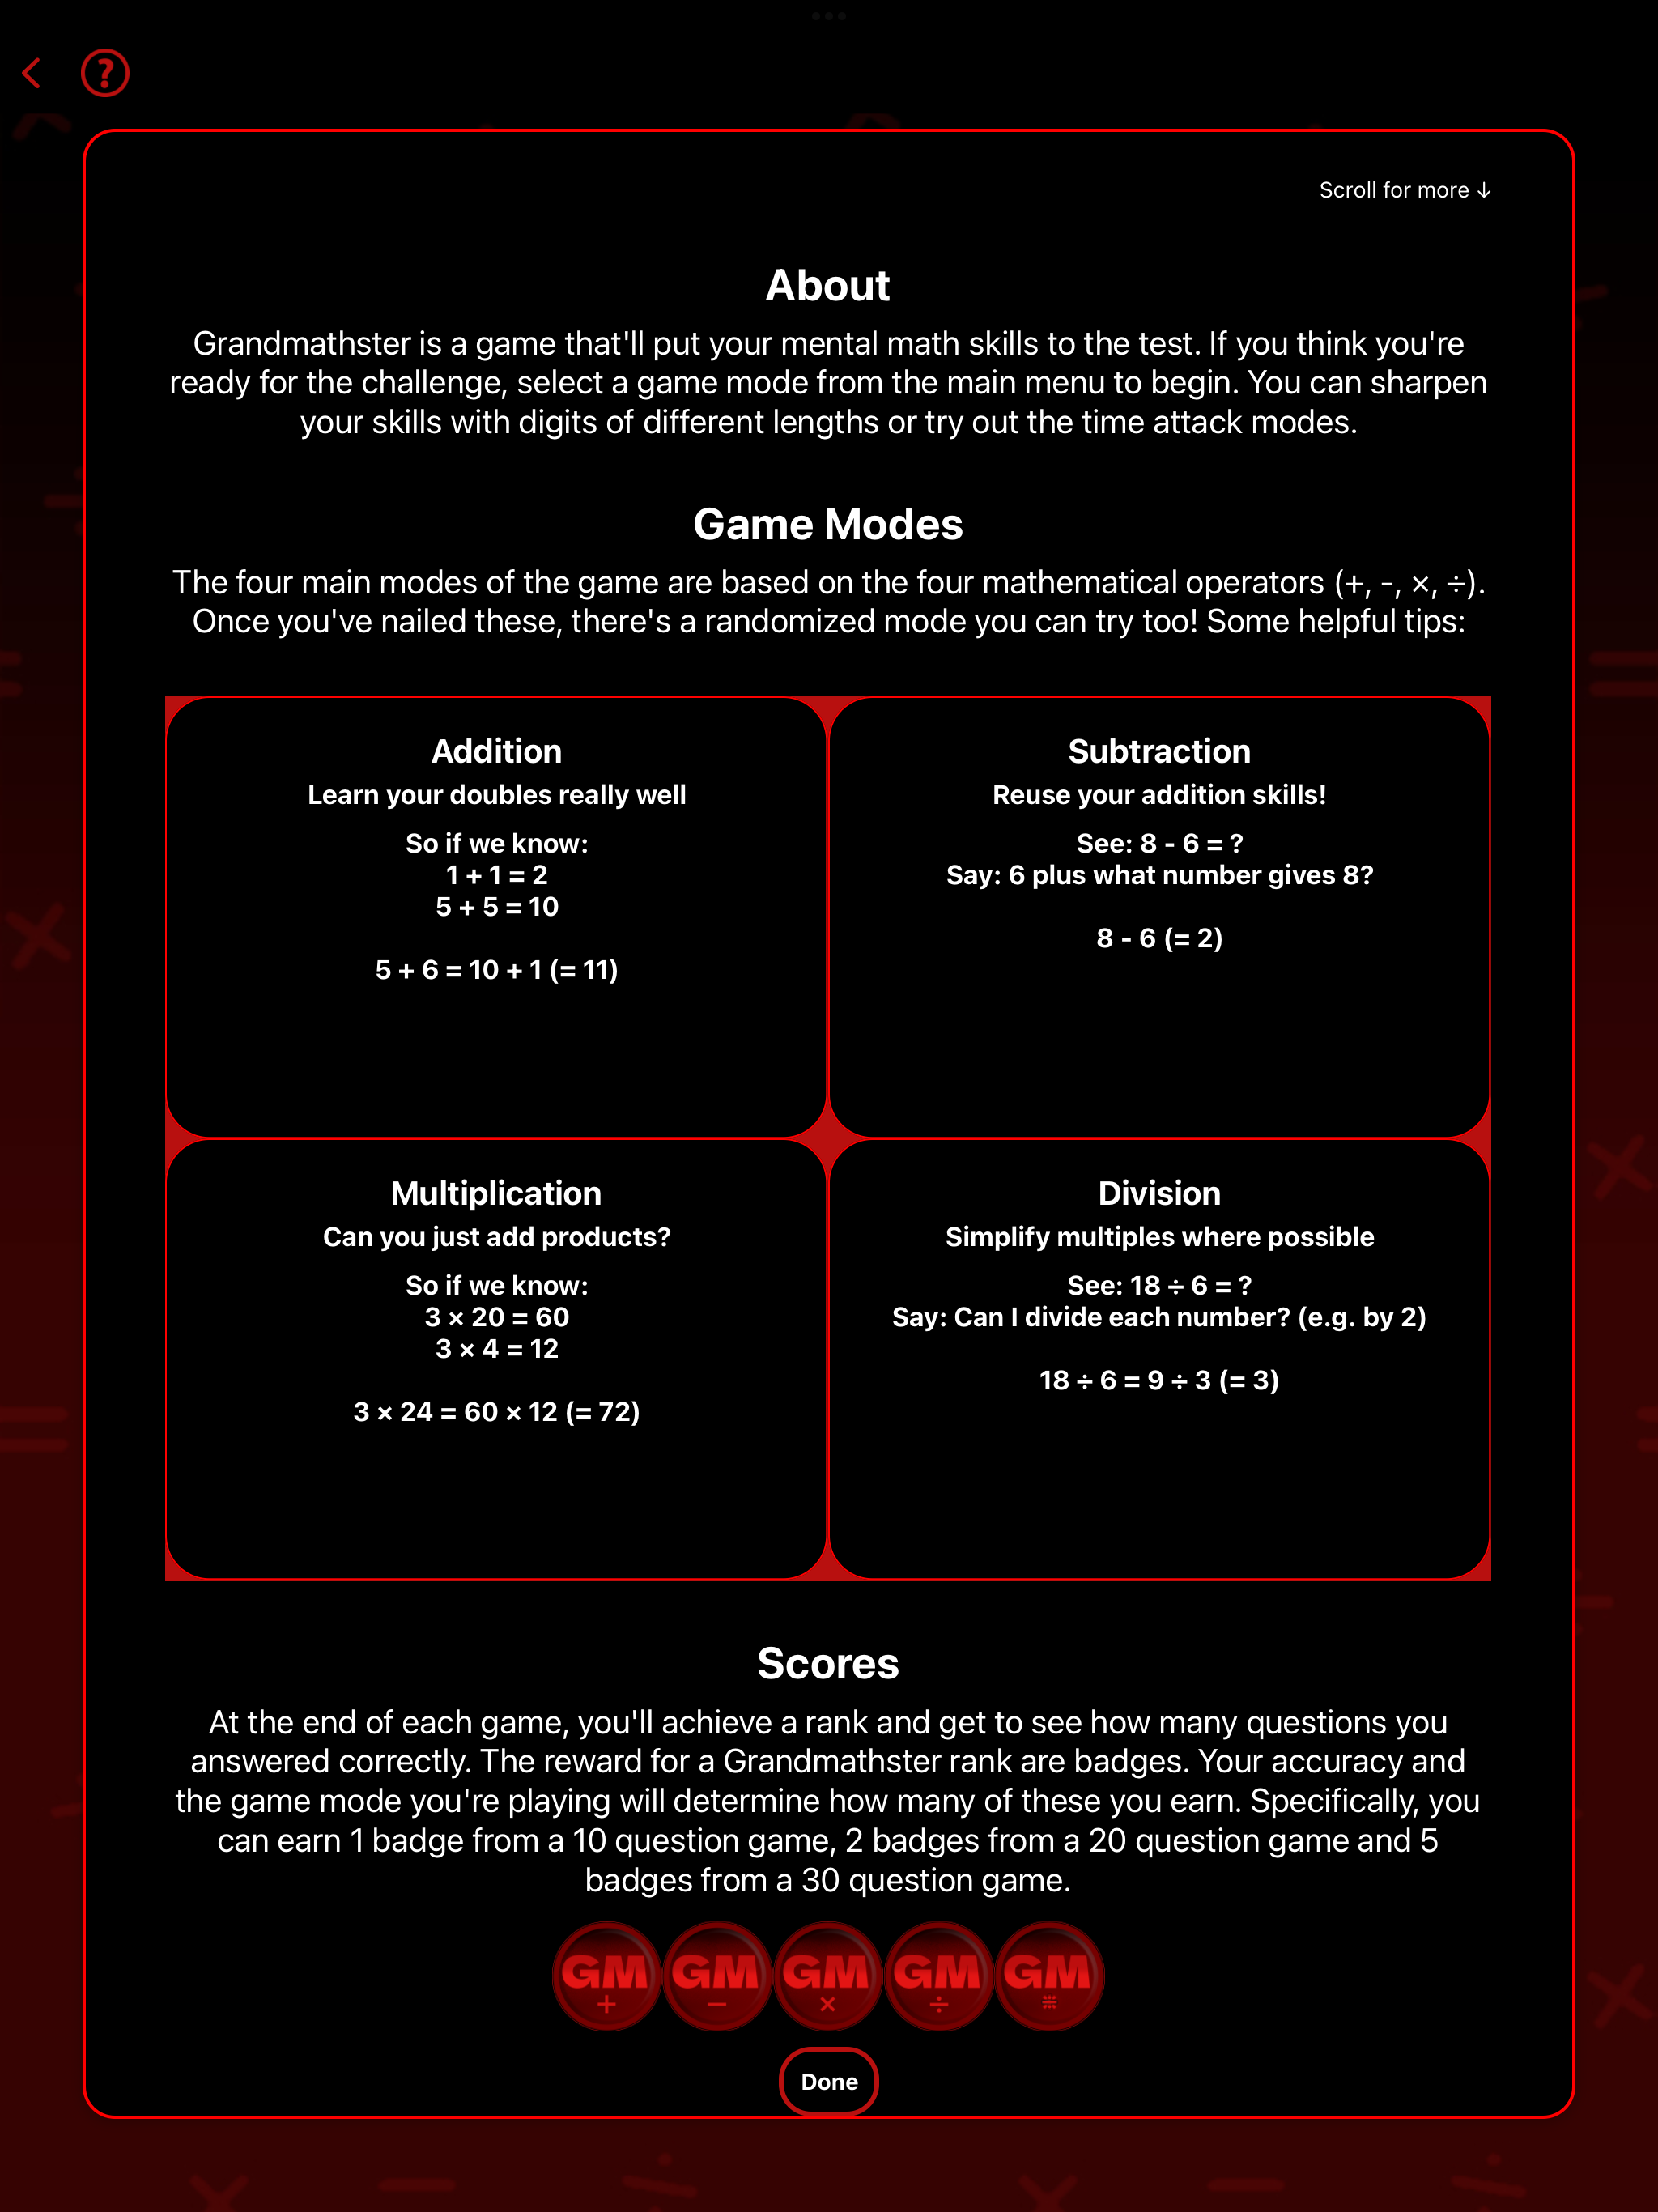 Scroll for more ↓
About
Grandmathster is a game that'll put your mental math skills to the test. If you think you're
ready for the challenge, select a game mode from the main menu to begin. You can sharpen
your skills with digits of different lengths or try out the time attack modes.
Game Modes
The four main modes of the game are based on the four mathematical operators (+, -, ×, ÷).
Once you've nailed these, there's a randomized mode you can try too! Some helpful tips:
Addition
Learn your doubles really well
So if we know:
1 + 1 = 2
5 + 5 = 10
5 + 6 = 10 + 1 (= 11)
Subtraction
Reuse your addition skills!
See: 8 - 6 = ?
Say: 6 plus what number gives 8?
8 - 6 (= 2)
Multiplication
Can you just add products?
So if we know:
3 × 20 = 60
3 × 4 = 12
3 × 24 = 60 × 12 (= 72)
Division
Simplify multiples where possible
See: 18 ÷ 6 = ?
Say: Can I divide each number? (e.g. by 2)
18 ÷ 6 = 9 ÷ 3 (= 3)
Scores
At the end of each game, you'll achieve a rank and get to see how many questions you
answered correctly. The reward for a Grandmathster rank are badges. Your accuracy and
the game mode you're playing will determine how many of these you earn. Specifically, you
can earn 1 badge from a 10 question game, 2 badges from a 20 question game and 5
badges from a 30 question game.
GM GM GM GM GM
+ − × ÷
Done